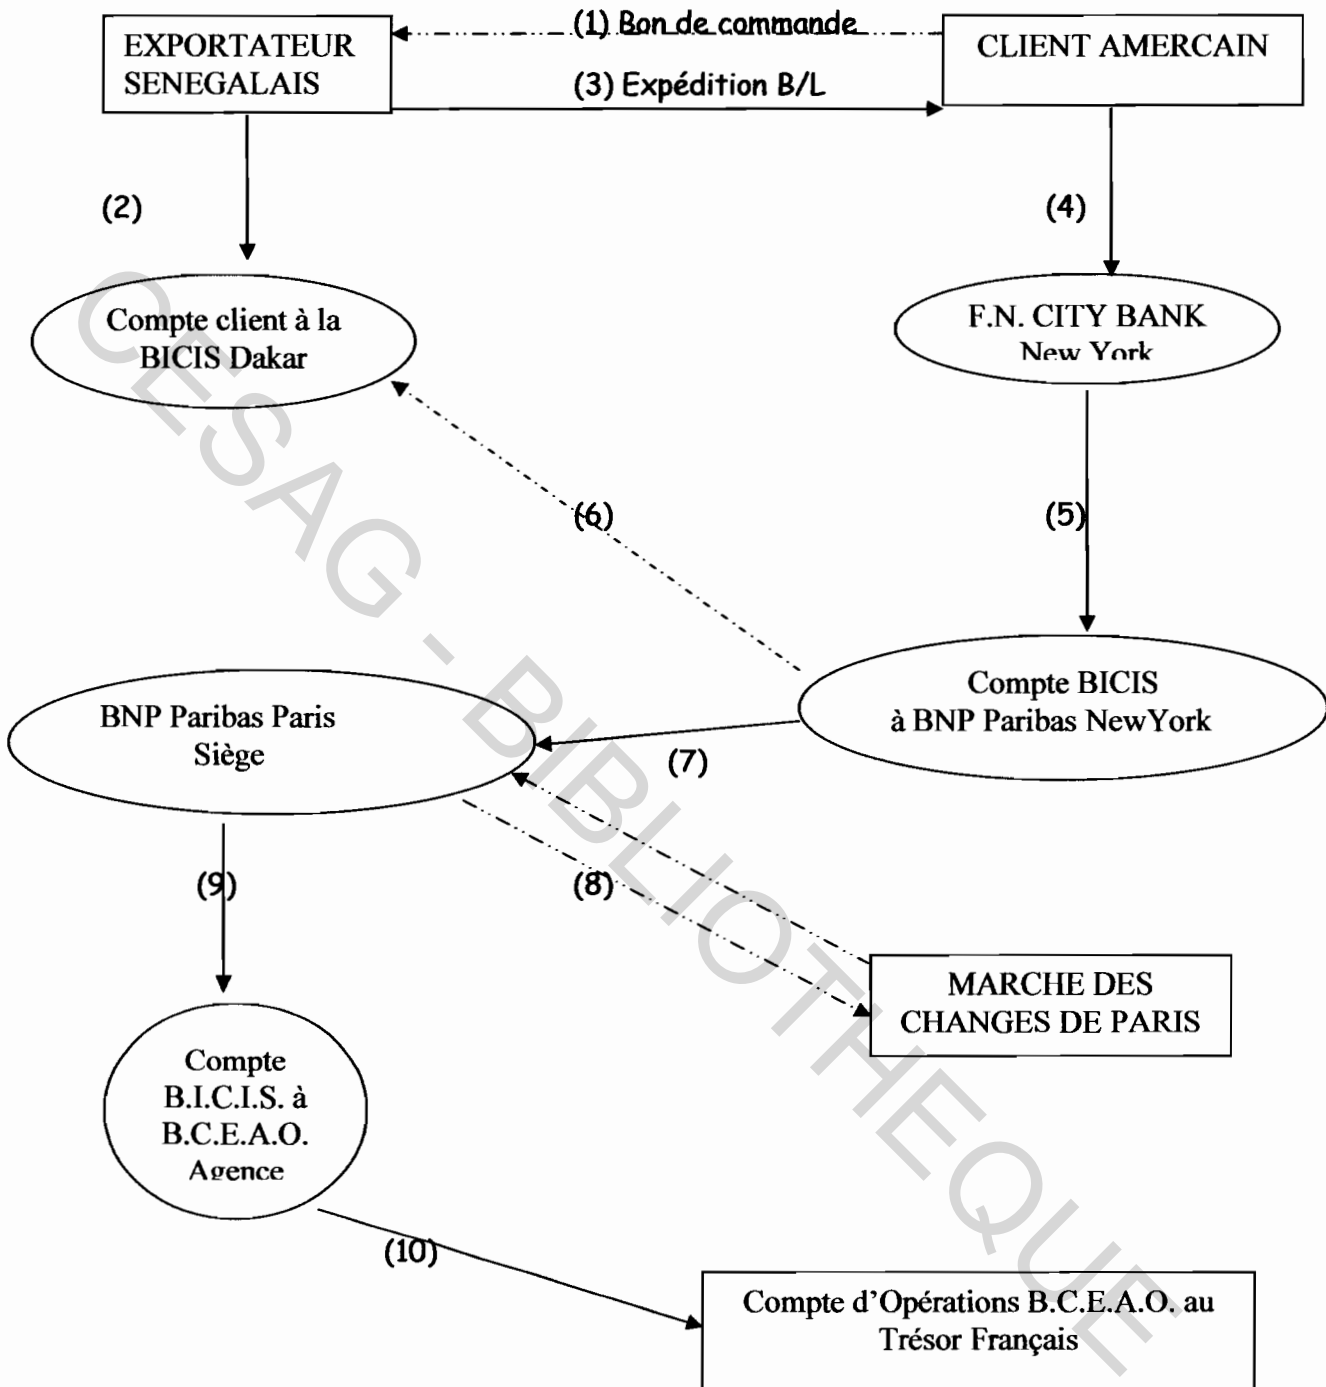 (1) Bon de commande
EXPORTATEUR
SENEGALAIS
CLIENT AMERCAIN
(3) Expédition B/L
(2)
(4)
Compte client à la
BICIS Dakar
F.N. CITY BANK
New York
(6)
(5)
Compte BICIS
à BNP Paribas NewYork
BNP Paribas Paris
Siège
(7)
(9)
(8)
MARCHE DES
CHANGES DE PARIS
Compte
B.I.C.I.S. à
B.C.E.A.O.
Agence
(10)
Compte d'Opérations B.C.E.A.O. au
Trésor Français
CESAG - BIBLIOTHEQUE